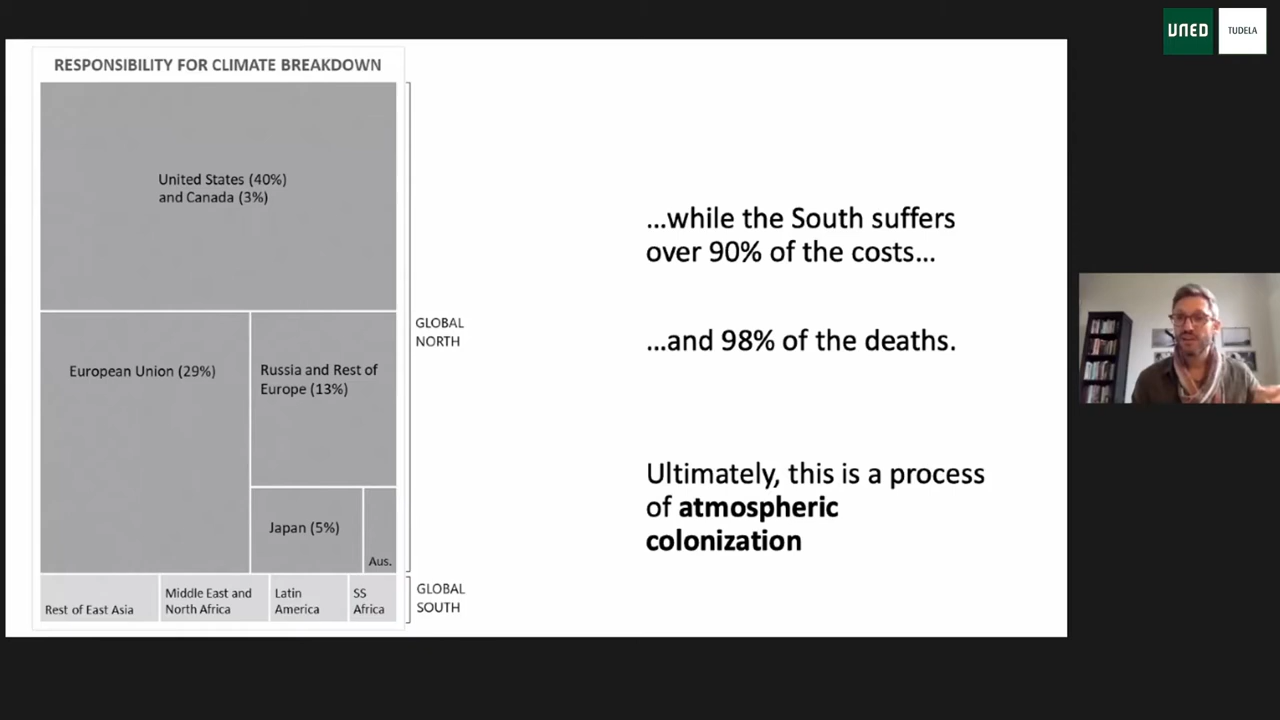 UNED
TUDELA
RESPONSIBILITY FOR CLIMATE BREAKDOWN
United States (40%)
and Canada (3%)
European Union (29%)
Russia and Rest of
Europe (13%)
Japan (5%)
Aus.
GLOBAL
NORTH
Rest of East Asia
Middle East and
North Africa
Latin
America
SS
Africa
GLOBAL
SOUTH
...while the South suffers
over 90% of the costs...
...and 98% of the deaths.
Ultimately, this is a process
of atmospheric
colonization